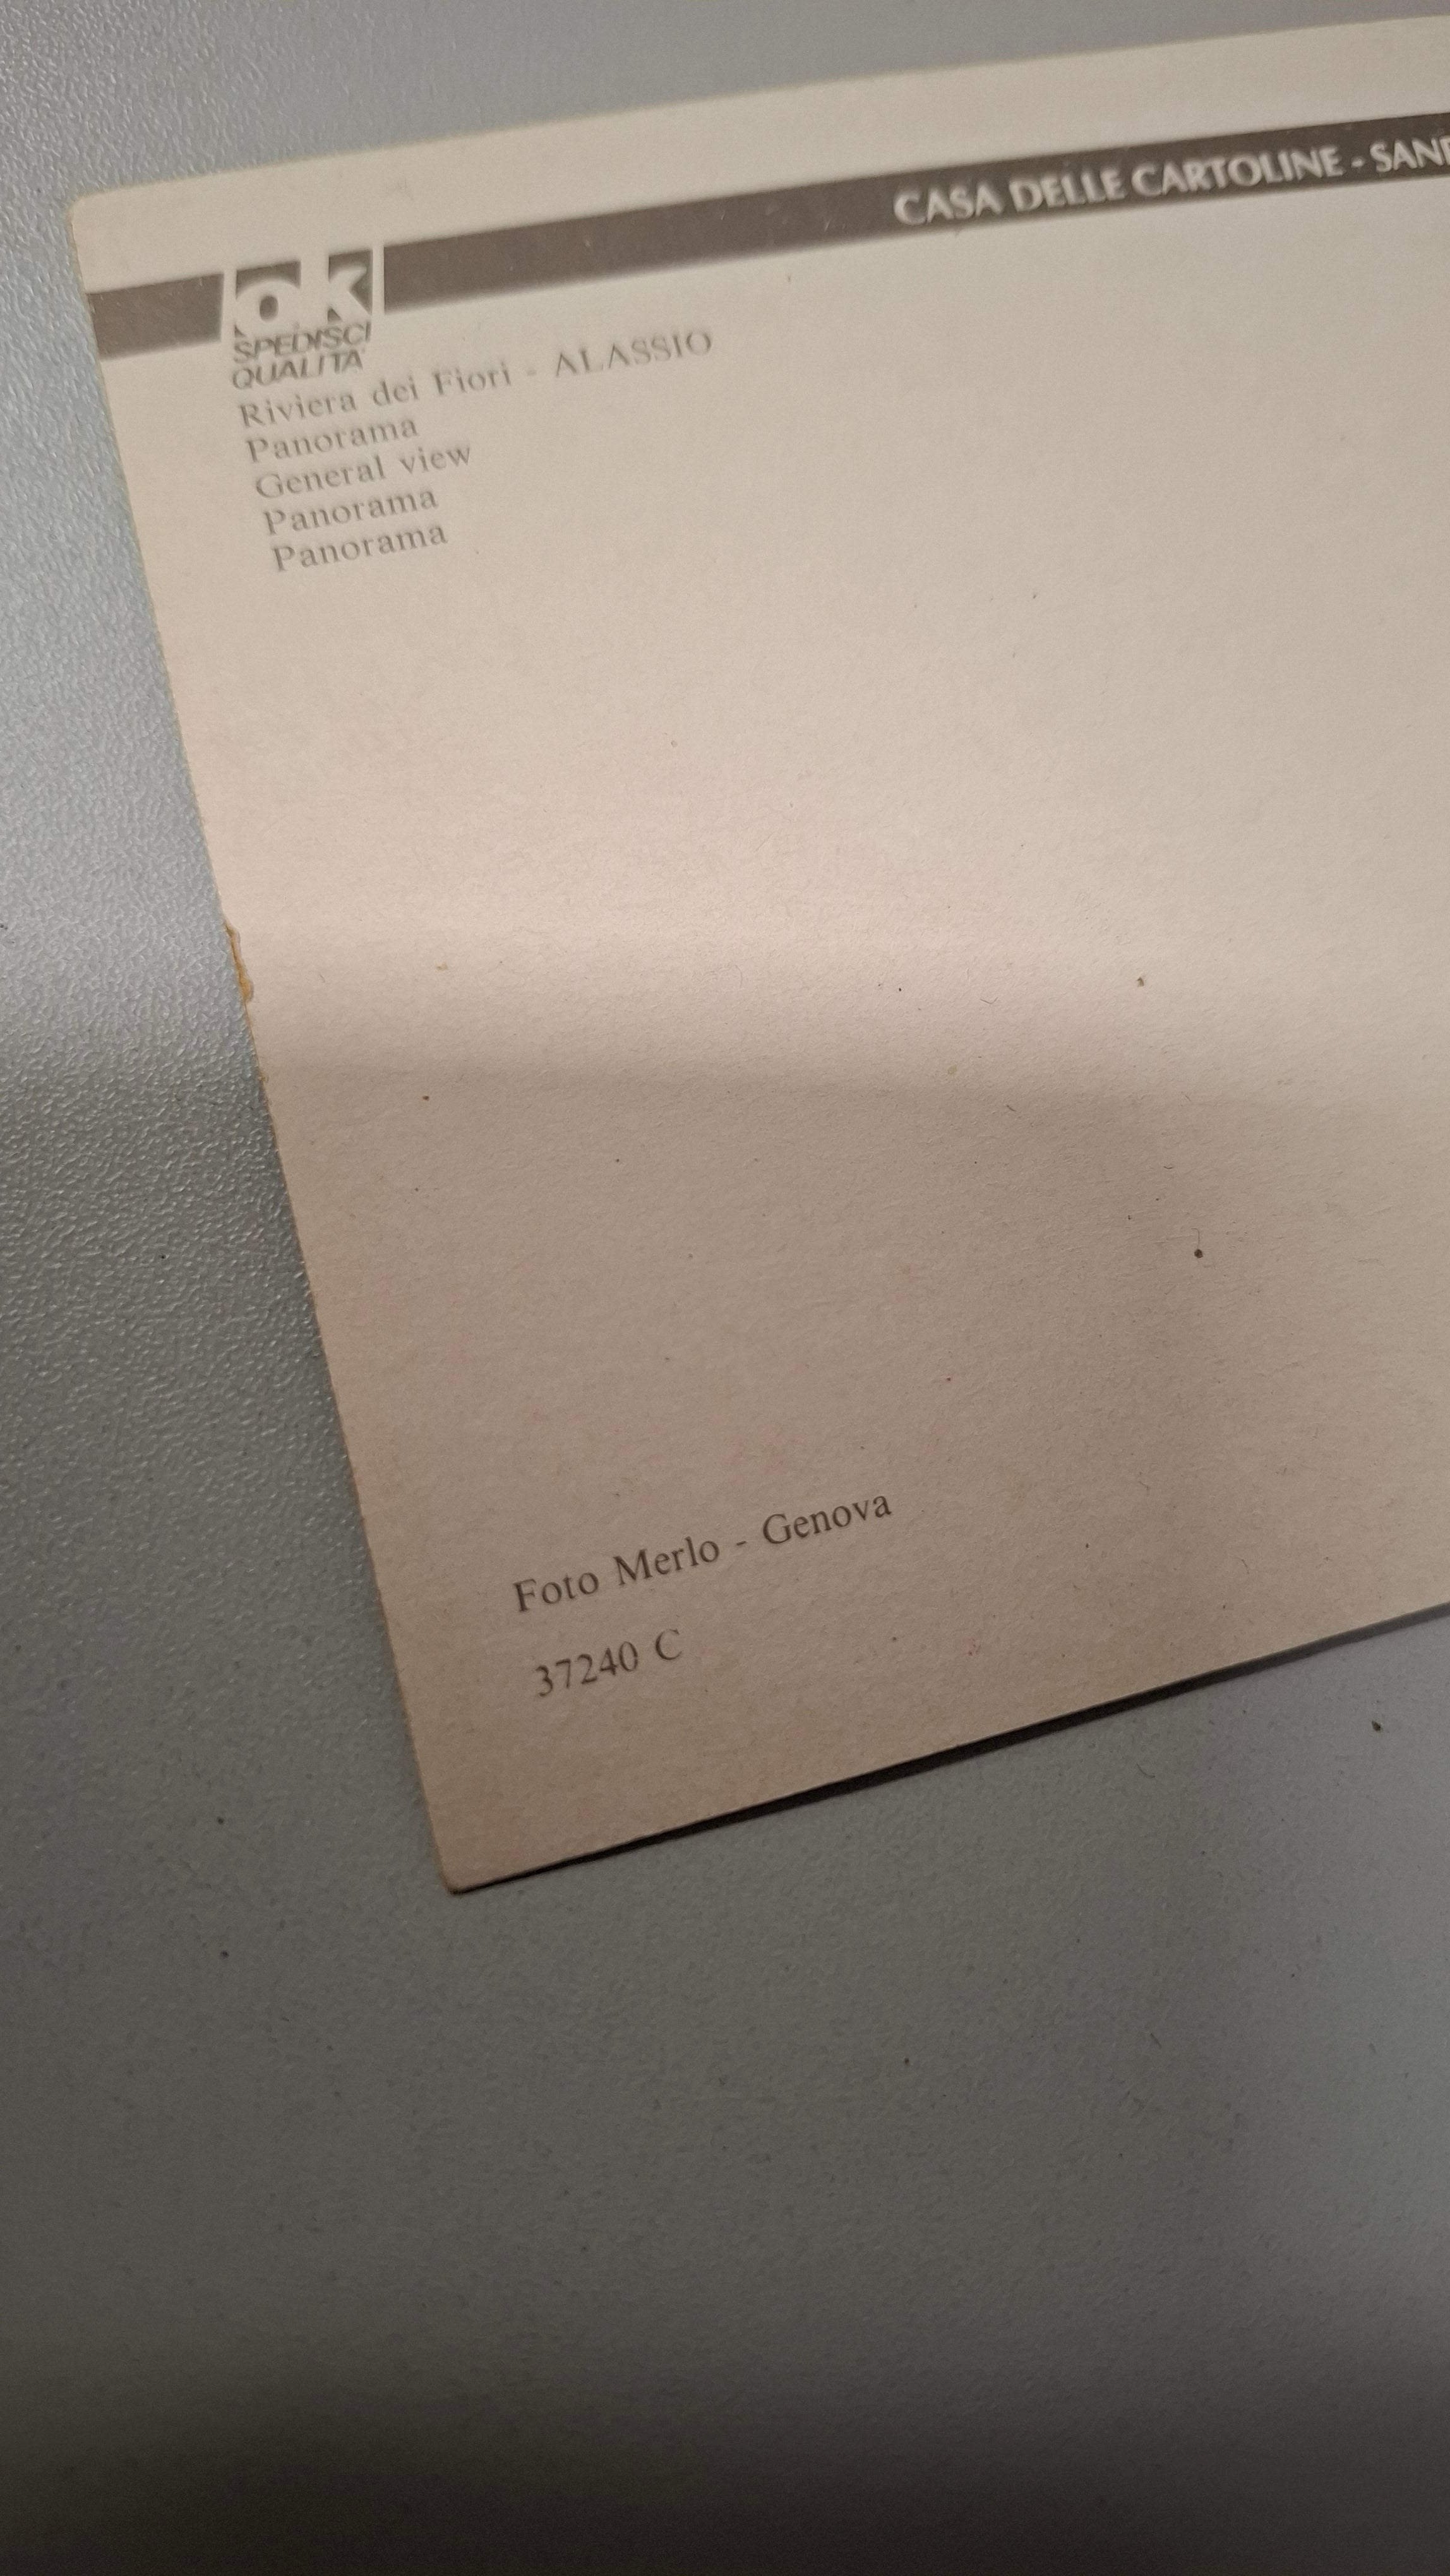 CASA DELLE CARTOLINE -
ok
SPEDISCI
QUALITA'
Riviera dei Fiori - ALASSIO
Panorama
General view
Panorama
Panorama
Foto Merlo - Genova
37240 C